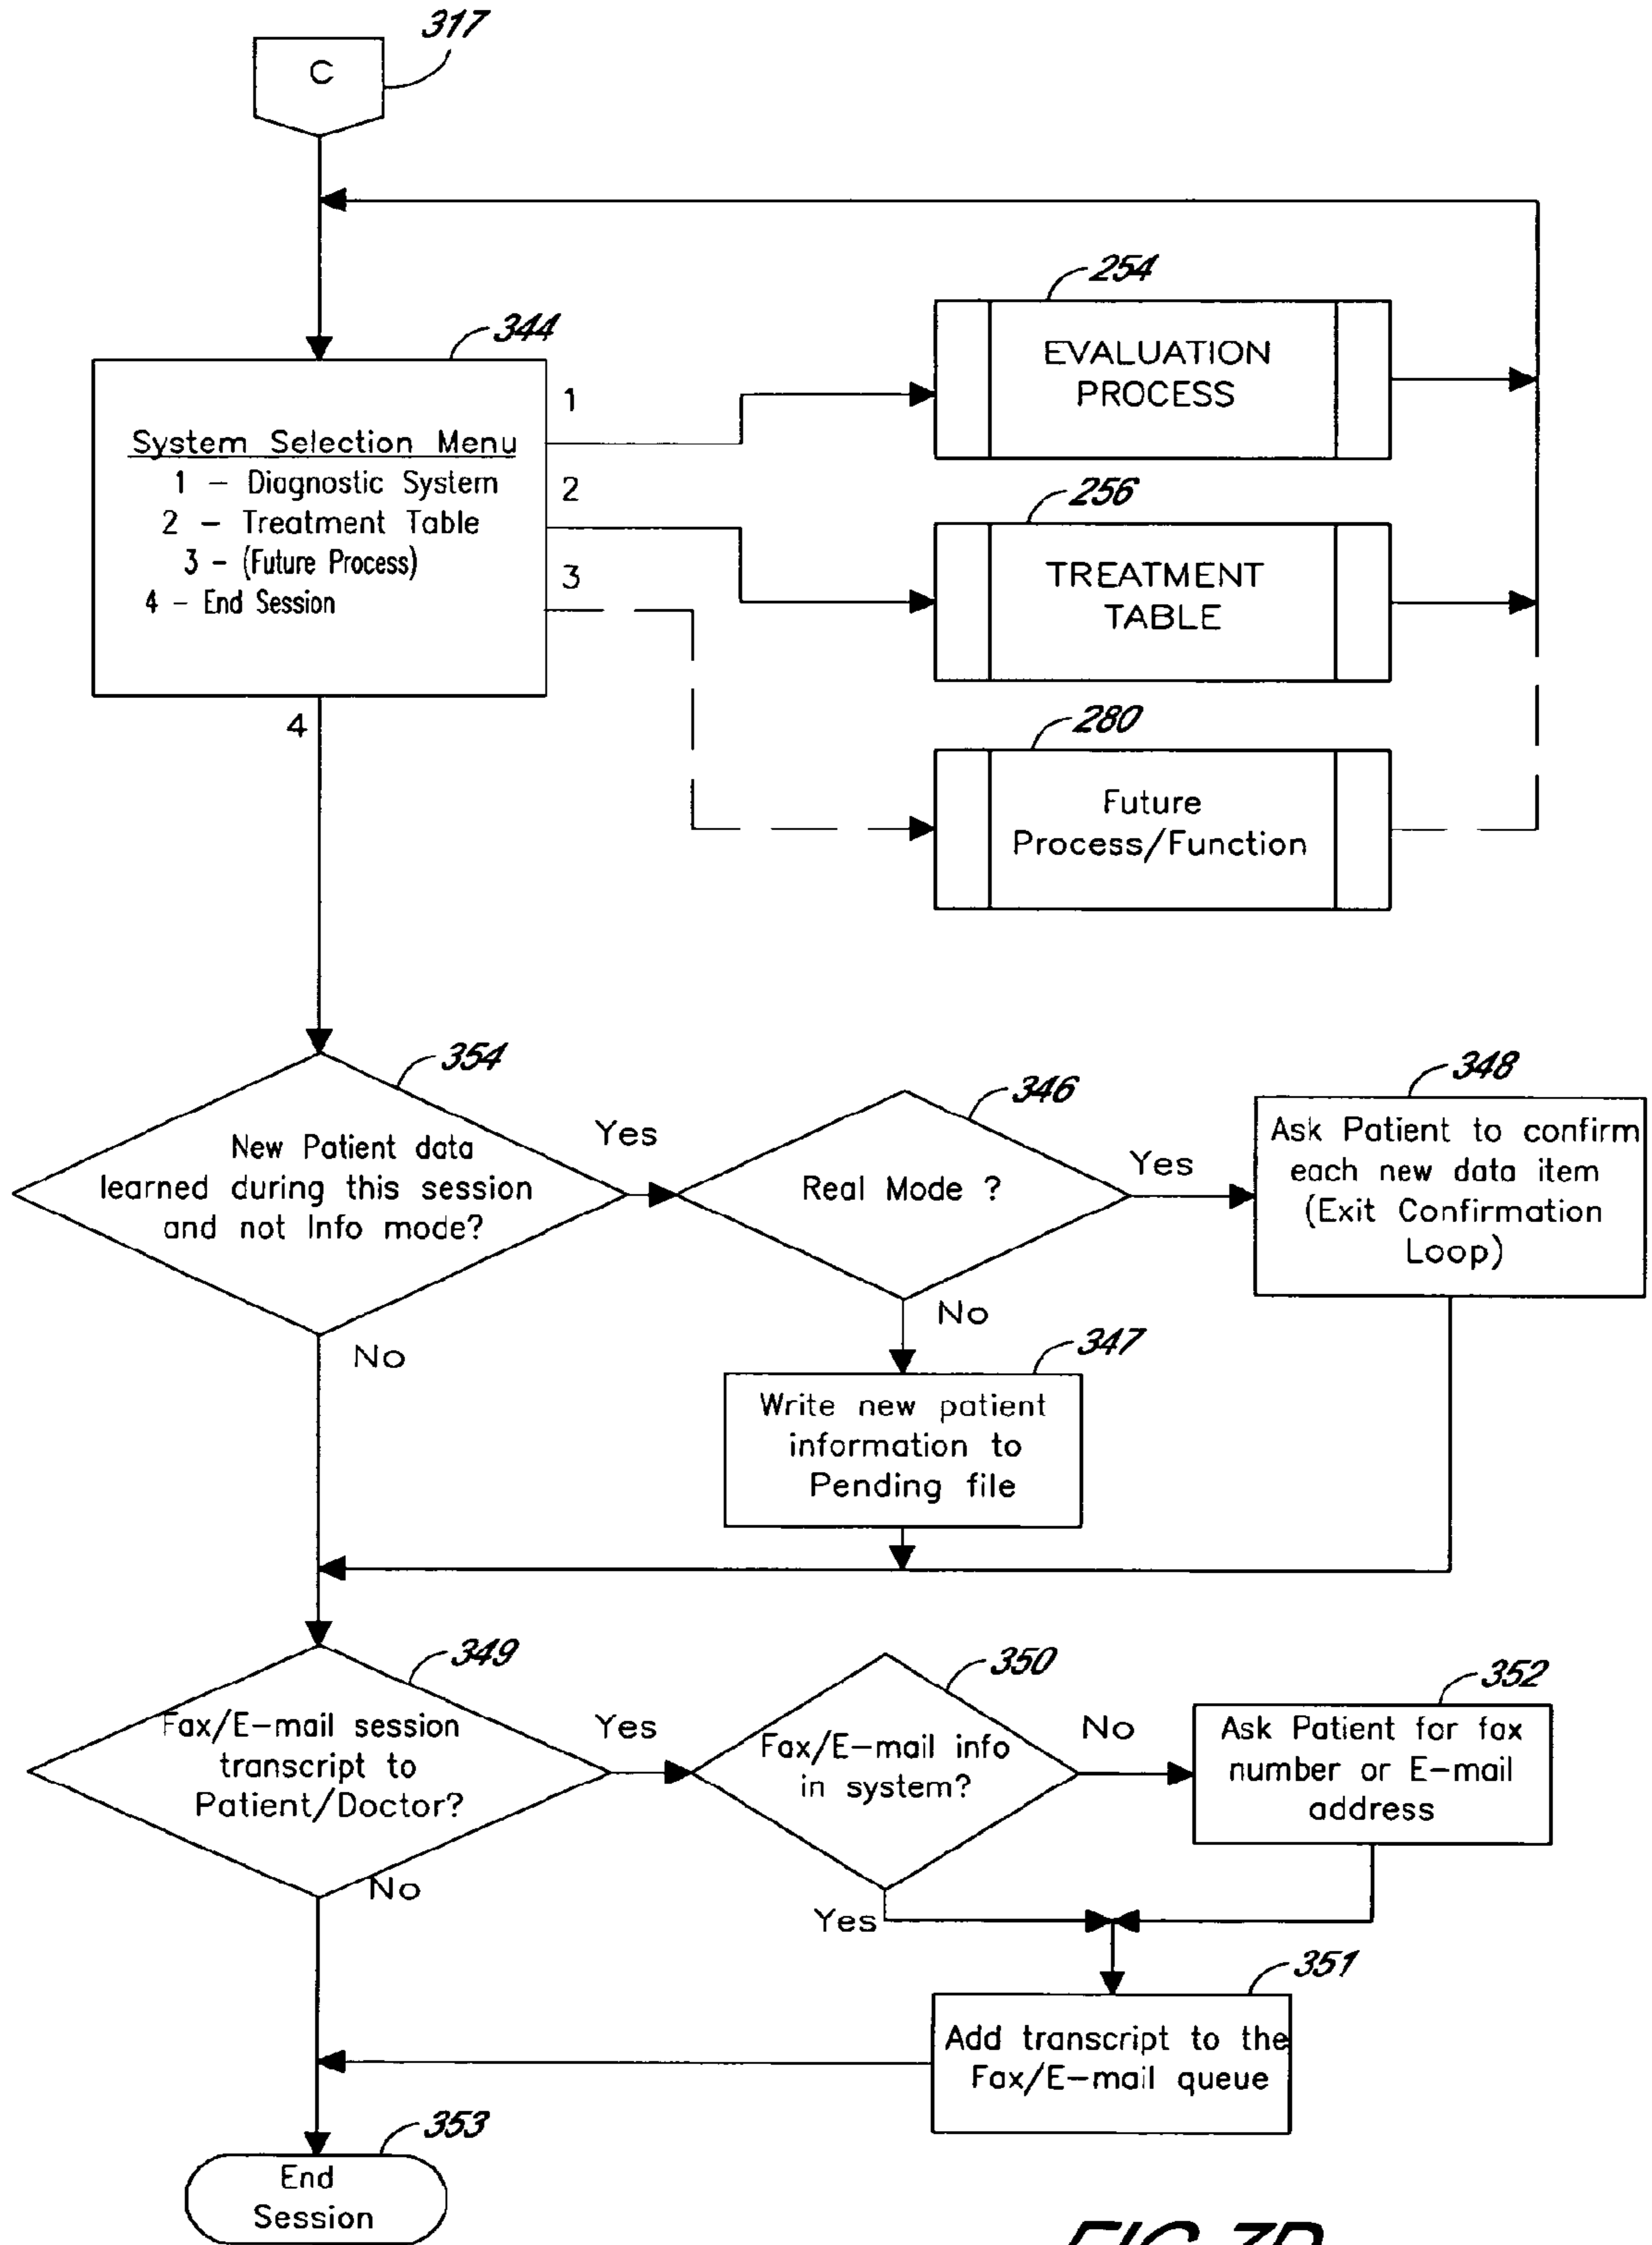 317
C
254
EVALUATION
PROCESS
344
System Selection Menu
1 – Diagnostic System
2 – Treatment Table
3 – (Future Process)
4 – End Session
1
2
3
4
256
TREATMENT
TABLE
280
Future
Process/Function
354
New Patient data
learned during this session
and not Info mode?
Yes
No
346
Real Mode ?
Yes
No
348
Ask Patient to confirm
each new data item
(Exit Confirmation
Loop)
347
Write new patient
information to
Pending file
349
Fax/E–mail session
transcript to
Patient/Doctor?
Yes
No
350
Fax/E–mail info
in system?
No
Yes
352
Ask Patient for fax
number or E–mail
address
351
Add transcript to the
Fax/E–mail queue
353
End
Session